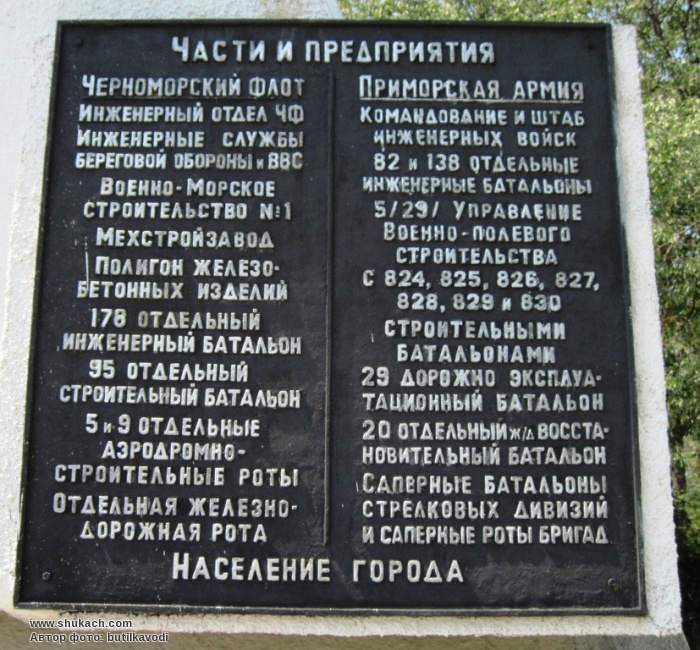 Части и предприятия
Черноморский флот
Инженерный отдел ЧФ
Инженерные службы
береговой обороны и ВВС
Военно-Морское
строительство №1
Мехстройзавод
Полигон железо-
бетонных изделий
178 отдельный
инженерный батальон
95 отдельный
строительный батальон
5 и 9 отдельные
аэродромно-
строительные роты
Отдельная железно-
дорожная рота
Приморская армия
Командование и штаб
инженерных войск
82 и 138 отдельные
инженерные батальоны
5/29/ Управление
Военно-полевого
строительства
с 824, 825, 826, 827,
828, 829 и 830
строительными
батальонами
29 дорожно эксплуа-
тационный батальон
20 отдельный ж/д восста-
новительный батальон
Саперные батальоны
стрелковых дивизий
и саперные роты бригад
Население города
www.shukach.com
Автор фото: butilkavodi